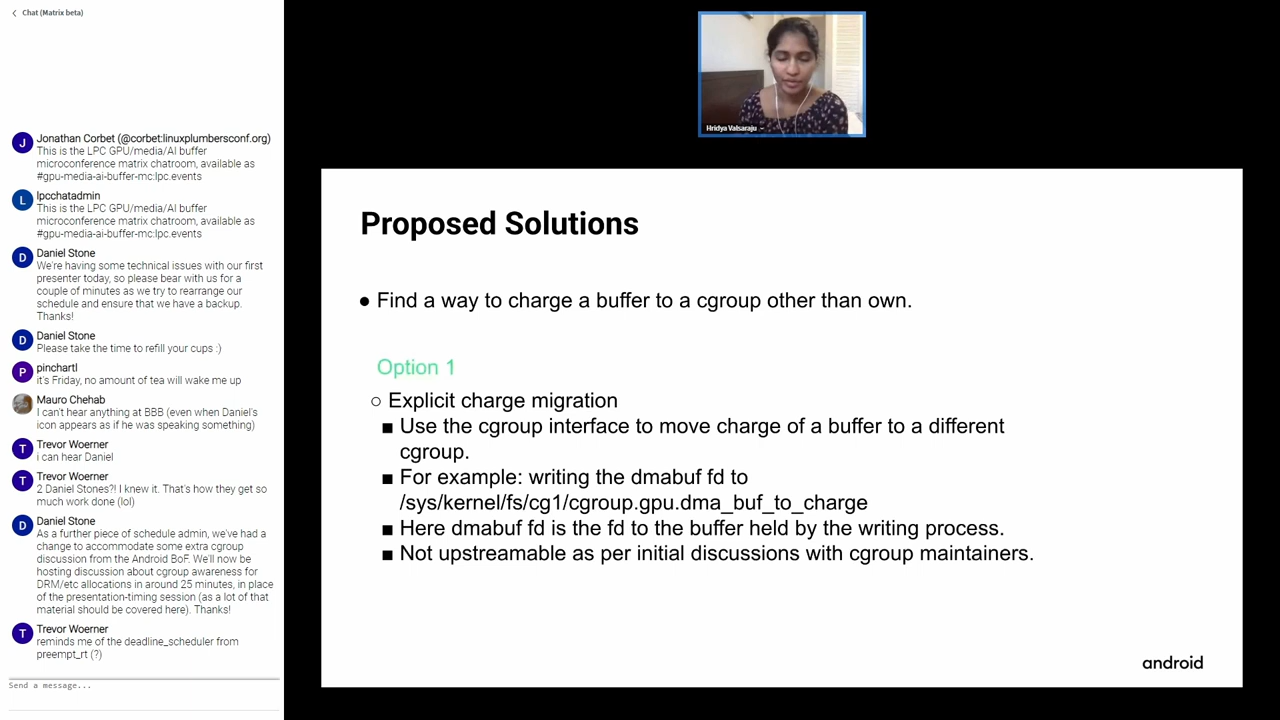 Chat (Matrix beta)
Jonathan Corbet (@corbet:linuxplumbersconf.org)
This is the LPC GPU/media/AI buffer
microconference matrix chatroom, available as
#gpu-media-ai-buffer-mc:lpc.events
lpcchatadmin
This is the LPC GPU/media/AI buffer
microconference matrix chatroom, available as
#gpu-media-ai-buffer-mc:lpc.events
Daniel Stone
We're having some technical issues with our first
presenter today, so please bear with us for a
couple of minutes as we try to rearrange our
schedule and ensure that we have a backup.
Thanks!
Daniel Stone
Please take the time to refill your cups :)
pinchartl
it's Friday, no amount of tea will wake me up
Mauro Chehab
I can't hear anything at BBB (even when Daniel's
icon appears as if he was speaking something)
Trevor Woerner
i can hear Daniel
Trevor Woerner
2 Daniel Stones?! I knew it. That's how they get so
much work done (lol)
Daniel Stone
As a further piece of schedule admin, we've had a
change to accommodate some extra cgroup
discussion from the Android BoF. We'll now be
hosting discussion about cgroup awareness for
DRM/etc allocations in around 25 minutes, in place
of the presentation-timing session (as a lot of that
material should be covered here). Thanks!
Trevor Woerner
reminds me of the deadline_scheduler from
preempt_rt (?)
Send a message...
J
L
D
D
P
T
T
D
T
Hridya Valsaraju
Proposed Solutions
● Find a way to charge a buffer to a cgroup other than own.
Option 1
○ Explicit charge migration
■ Use the cgroup interface to move charge of a buffer to a different
cgroup.
■ For example: writing the dmabuf fd to
/sys/kernel/fs/cg1/cgroup.gpu.dma_buf_to_charge
■ Here dmabuf fd is the fd to the buffer held by the writing process.
■ Not upstreamable as per initial discussions with cgroup maintainers.
android